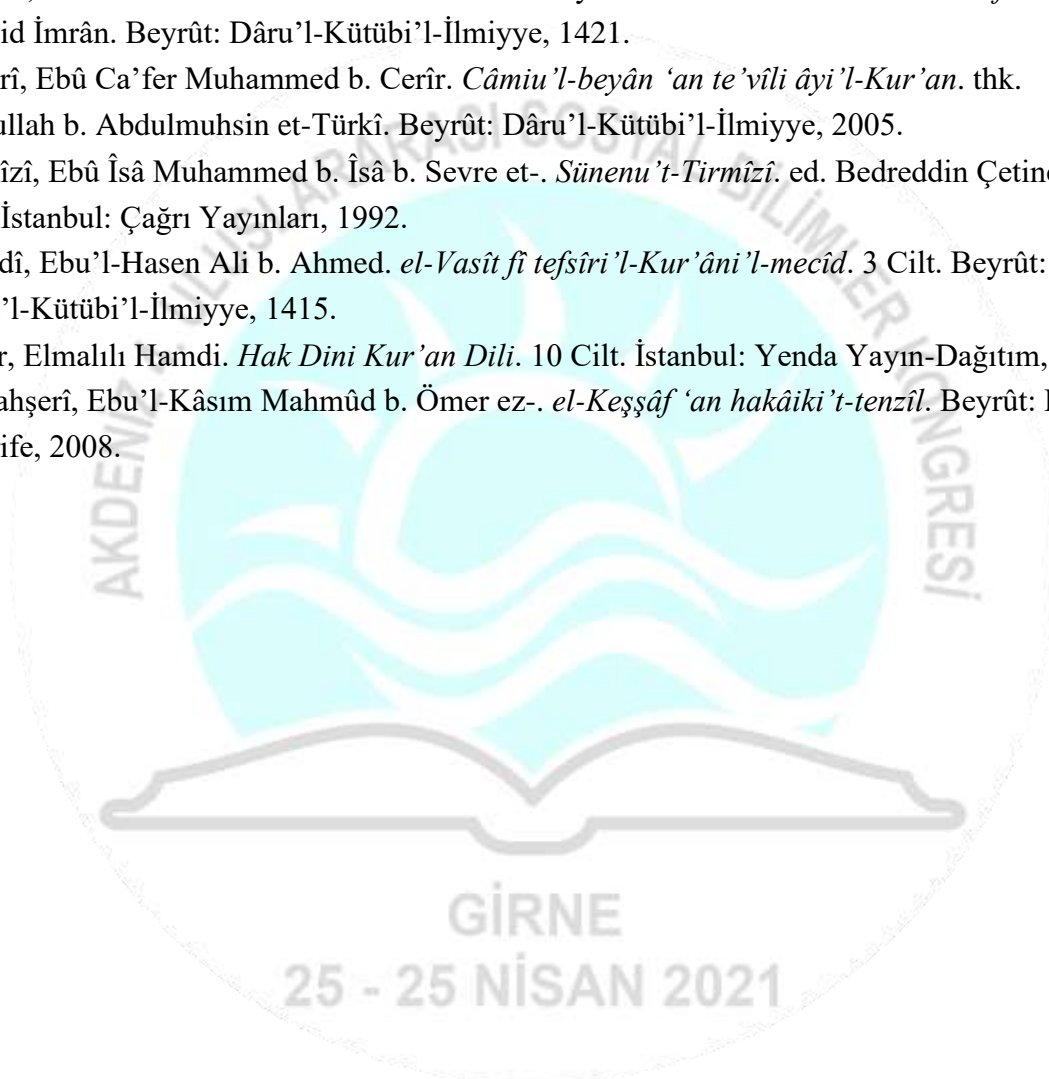 id İmrân. Beyrût: Dâru’l-Kütübi’l-İlmiyye, 1421.
rî, Ebû Ca’fer Muhammed b. Cerîr. Câmiu’l-beyân ‘an te’vîli âyi’l-Kur’an. thk.
ullah b. Abdulmuhsin et-Türkî. Beyrût: Dâru’l-Kütübi’l-İlmiyye, 2005.
îzî, Ebû Îsâ Muhammed b. Îsâ b. Sevre et-. Sünenu’t-Tirmîzî. ed. Bedreddin Çetine
İstanbul: Çağrı Yayınları, 1992.
dî, Ebu’l-Hasen Ali b. Ahmed. el-Vasît fî tefsîri’l-Kur’âni’l-mecîd. 3 Cilt. Beyrût:
’l-Kütübi’l-İlmiyye, 1415.
r, Elmalılı Hamdi. Hak Dini Kur’an Dili. 10 Cilt. İstanbul: Yenda Yayın-Dağıtım,
ahşerî, Ebu’l-Kâsım Mahmûd b. Ömer ez-. el-Keşşâf ‘an hakâiki’t-tenzîl. Beyrût:
ife, 2008.
AKDENİZ ULUSLARARASI SOSYAL BİLİMLER KONGRESİ
GİRNE
25 - 25 NİSAN 2021